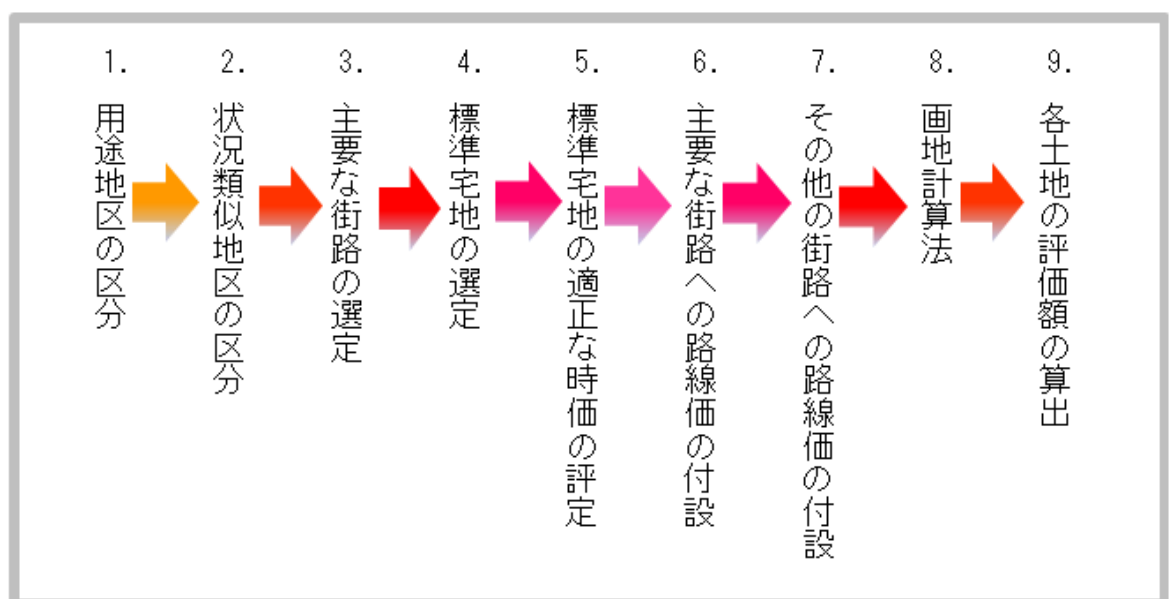 1.
用途地区の区分
2.
状況類似地区の区分
3.
主要な街路の選定
4.
標準宅地の選定
5.
標準宅地の適正な時価の評定
6.
主要な街路への路線価の付設
7.
その他の街路への路線価の付設
8.
画地計算法
9.
各土地の評価額の算出